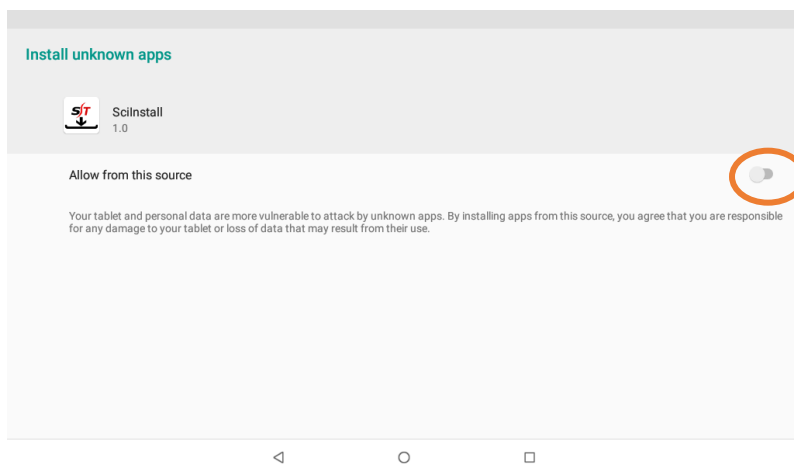 Install unknown apps
SfT
SciInstall
1.0
Allow from this source
Your tablet and personal data are more vulnerable to attack by unknown apps. By installing apps from this source, you agree that you are responsible
for any damage to your tablet or loss of data that may result from their use.